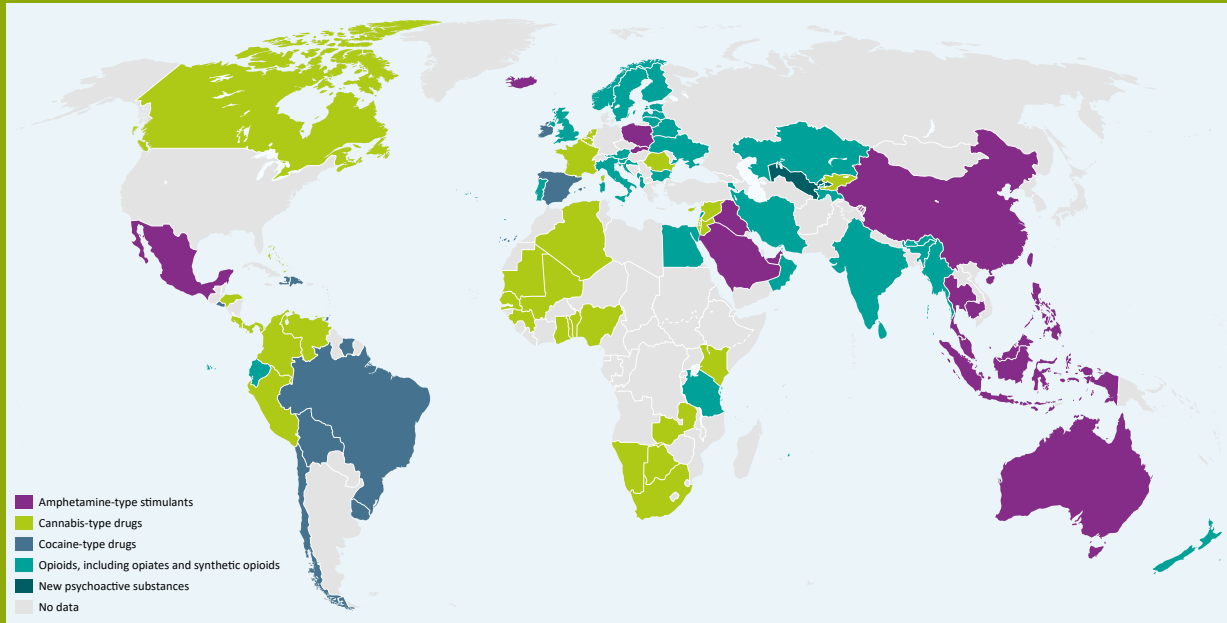 Amphetamine-type stimulants
Cannabis-type drugs
Cocaine-type drugs
Opioids, including opiates and synthetic opioids
New psychoactive substances
No data